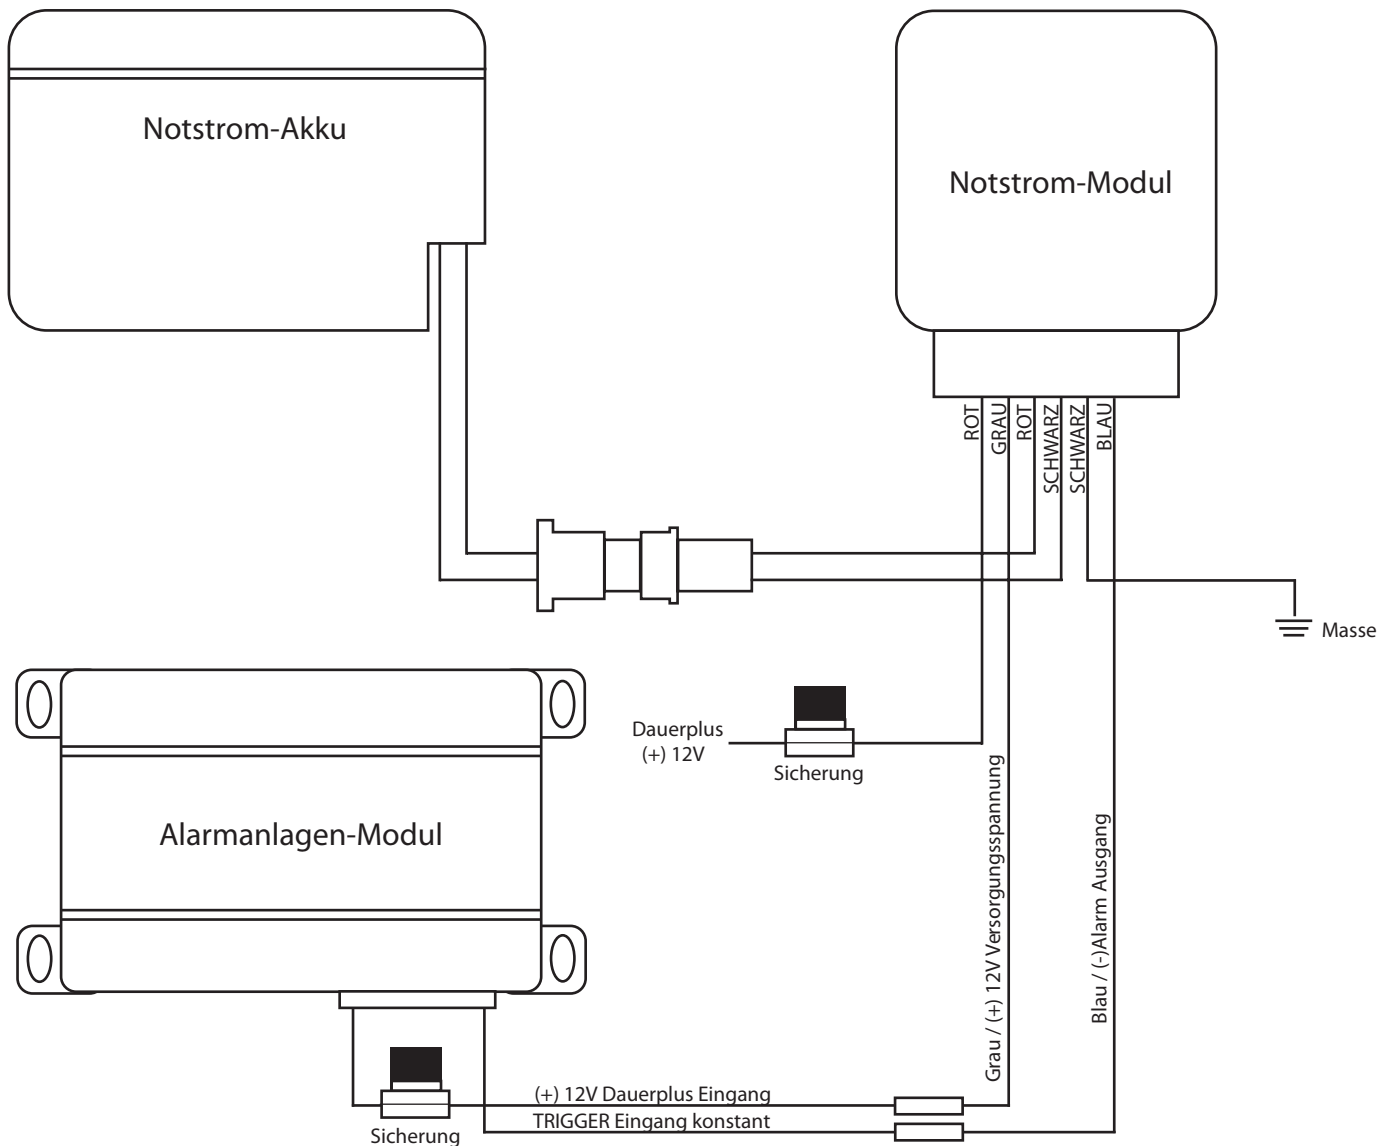 Notstrom-Akku
Notstrom-Modul
ROT
GRAU
ROT
SCHWARZ
SCHWARZ
BLAU
Masse
Dauerplus
(+) 12V
Sicherung
Alarmanlagen-Modul
Grau / (+) 12V Versorgungsspannung
Blau / (-)Alarm Ausgang
(+) 12V Dauerplus Eingang
TRIGGER Eingang konstant
Sicherung